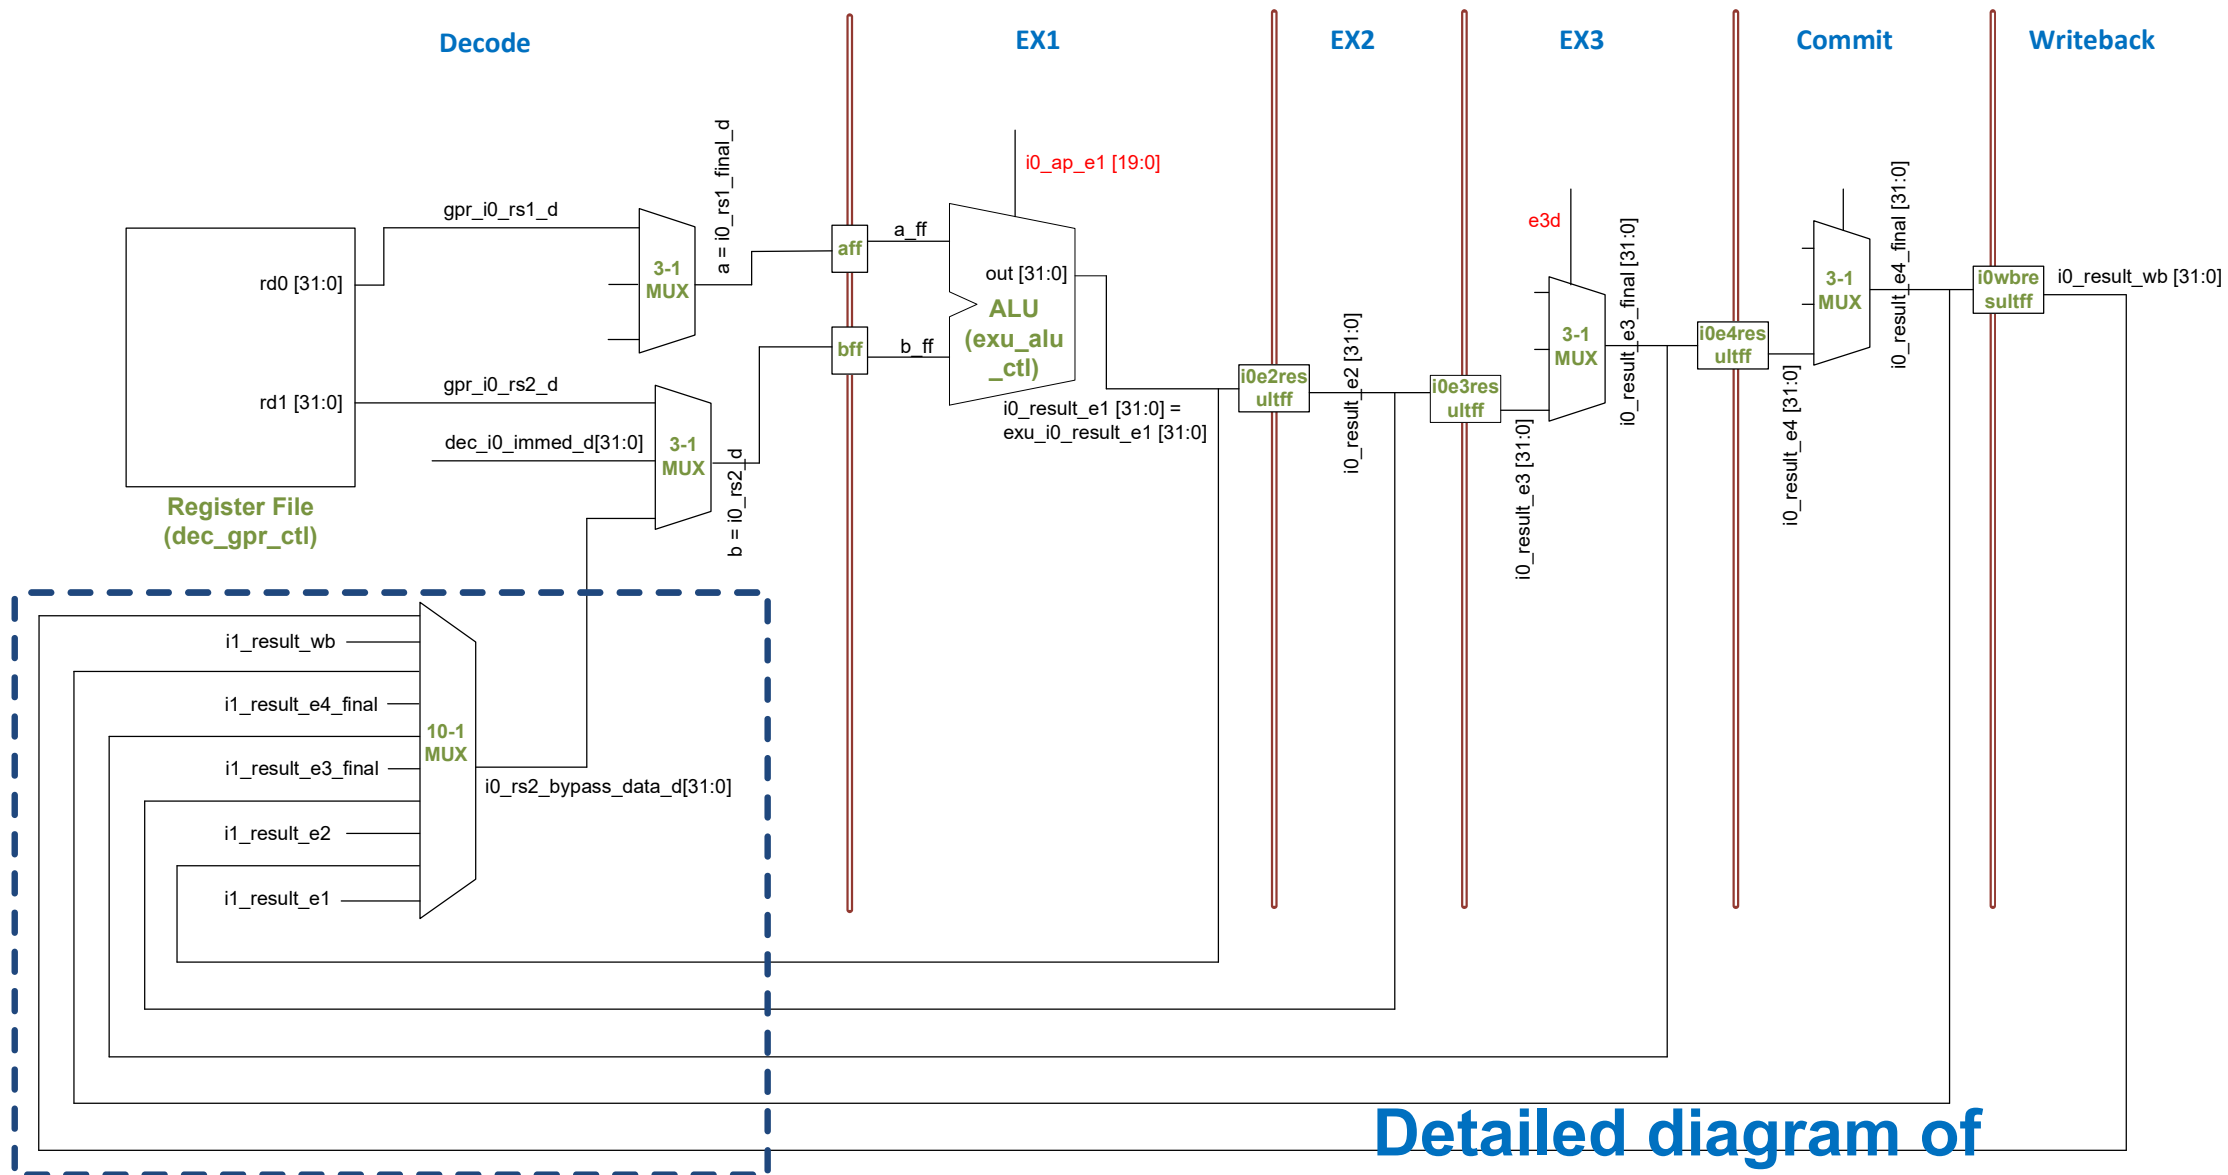 Decode
EX1
EX2
EX3
Commit
Writeback
gpr_i0_rs1_d
rd0 [31:0]
3-1
MUX
a = i0_rs1_final_d
aff
a_ff
i0_ap_e1 [19:0]
out [31:0]
ALU
(exu_alu
_ctl)
bff
b_ff
rd1 [31:0]
gpr_i0_rs2_d
dec_i0_immed_d[31:0]
3-1
MUX
b = i0_rs2_d
Register File
(dec_gpr_ctl)
i0_result_e1 [31:0] =
exu_i0_result_e1 [31:0]
i0e2res
ultff
i0_result_e2 [31:0]
i0e3res
ultff
i0_result_e3 [31:0]
e3d
3-1
MUX
i0_result_e3_final [31:0]
i0e4res
ultff
i0_result_e4 [31:0]
3-1
MUX
i0_result_e4_final [31:0]
i0wbre
sultff
i0_result_wb [31:0]
i1_result_wb
i1_result_e4_final
10-1
MUX
i1_result_e3_final
i0_rs2_bypass_data_d[31:0]
i1_result_e2
i1_result_e1
Detailed diagram of